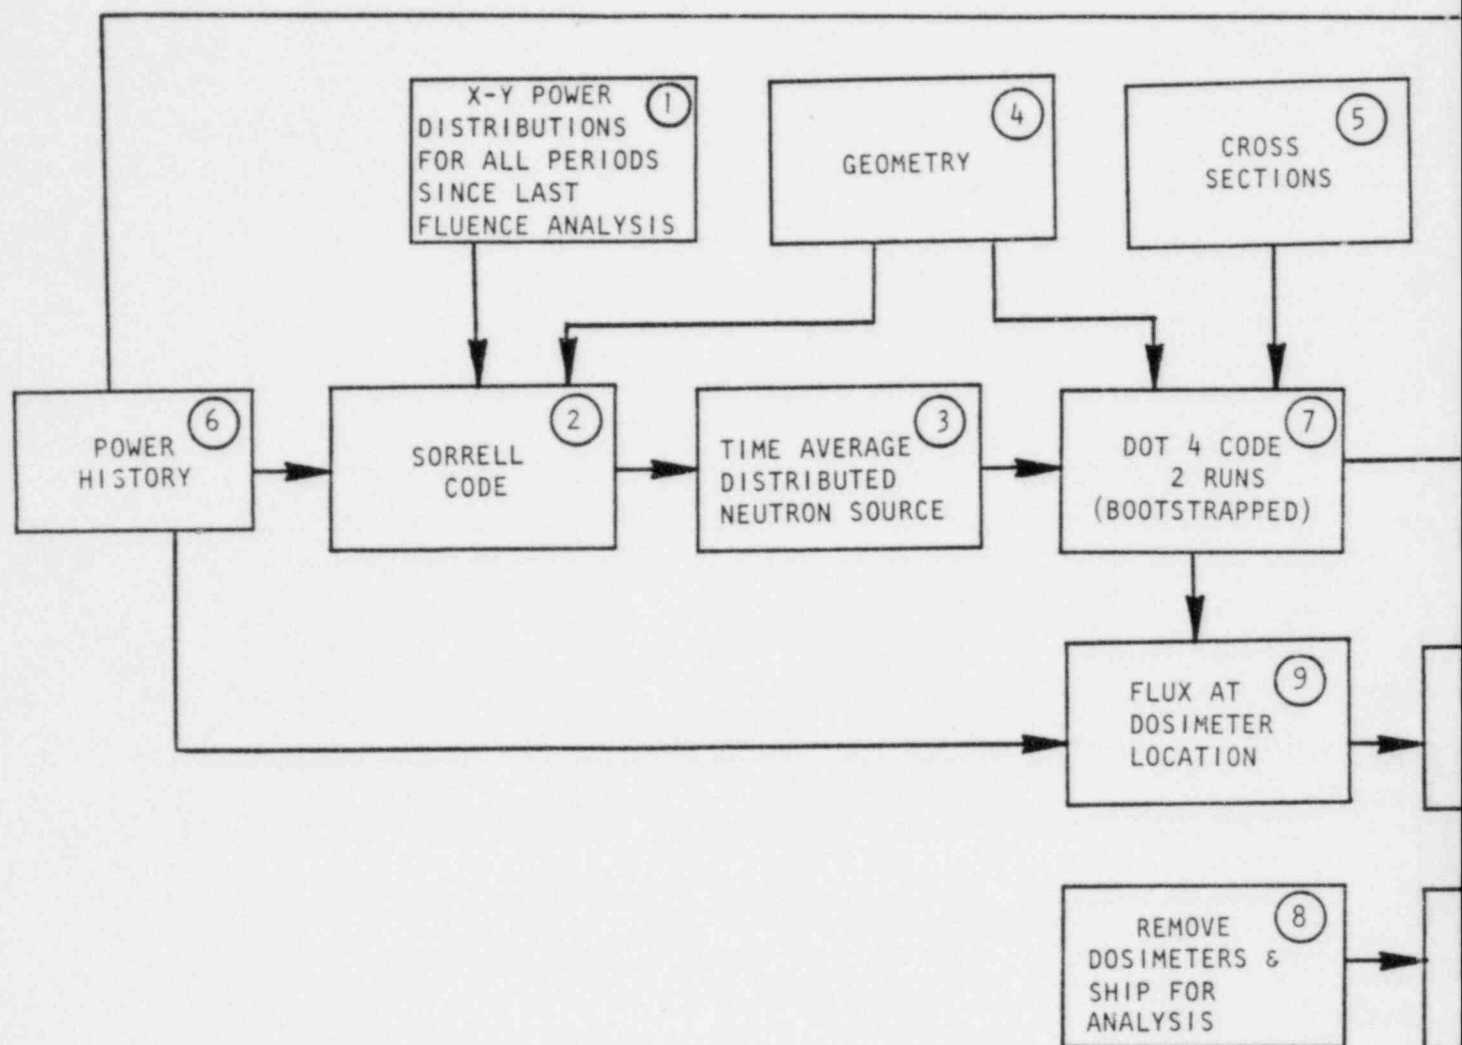 X-Y POWER
DISTRIBUTIONS
FOR ALL PERIODS
SINCE LAST
FLUENCE ANALYSIS
1
GEOMETRY
4
CROSS
SECTIONS
5
POWER
HISTORY
6
SORRELL
CODE
2
TIME AVERAGE
DISTRIBUTED
NEUTRON SOURCE
3
DOT 4 CODE
2 RUNS
(BOOTSTRAPPED)
7
FLUX AT
DOSIMETER
LOCATION
9
REMOVE
DOSIMETERS &
SHIP FOR
ANALYSIS
8